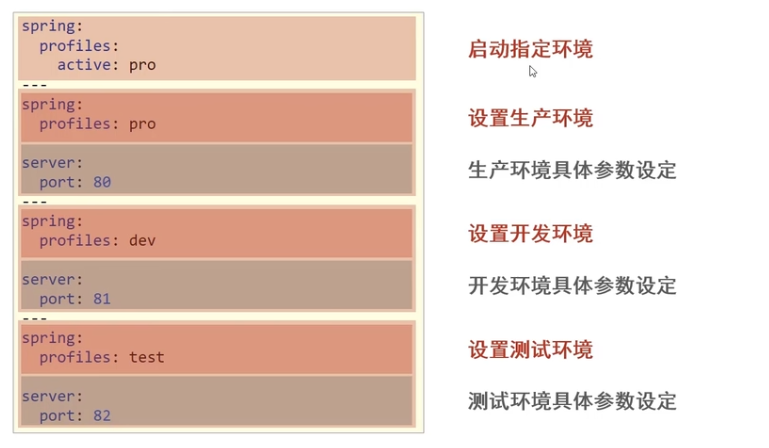 spring:
  profiles:
    active: pro
启动指定环境
---
spring:
  profiles: pro
设置生产环境
server:
  port: 80
生产环境具体参数设定
---
spring:
  profiles: dev
设置开发环境
server:
  port: 81
开发环境具体参数设定
---
spring:
  profiles: test
设置测试环境
server:
  port: 82
测试环境具体参数设定